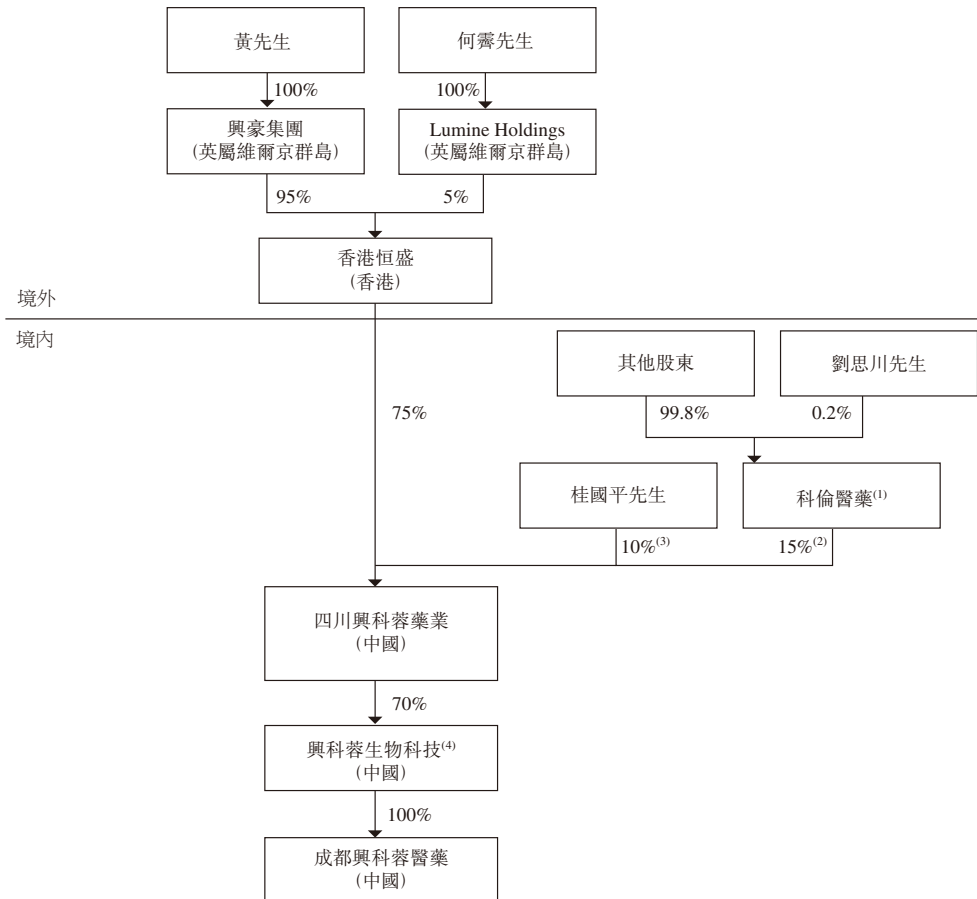 黃先生
何霽先生
100%
100%
興豪集團
(英屬維爾京群島)
Lumine Holdings
(英屬維爾京群島)
95%
5%
香港恒盛
(香港)
境外
境內
其他股東
劉思川先生
75%
99.8%
0.2%
桂國平先生
科倫醫藥(1)
10%(3)
15%(2)
四川興科蓉藥業
(中國)
70%
興科蓉生物科技(4)
(中國)
100%
成都興科蓉醫藥
(中國)